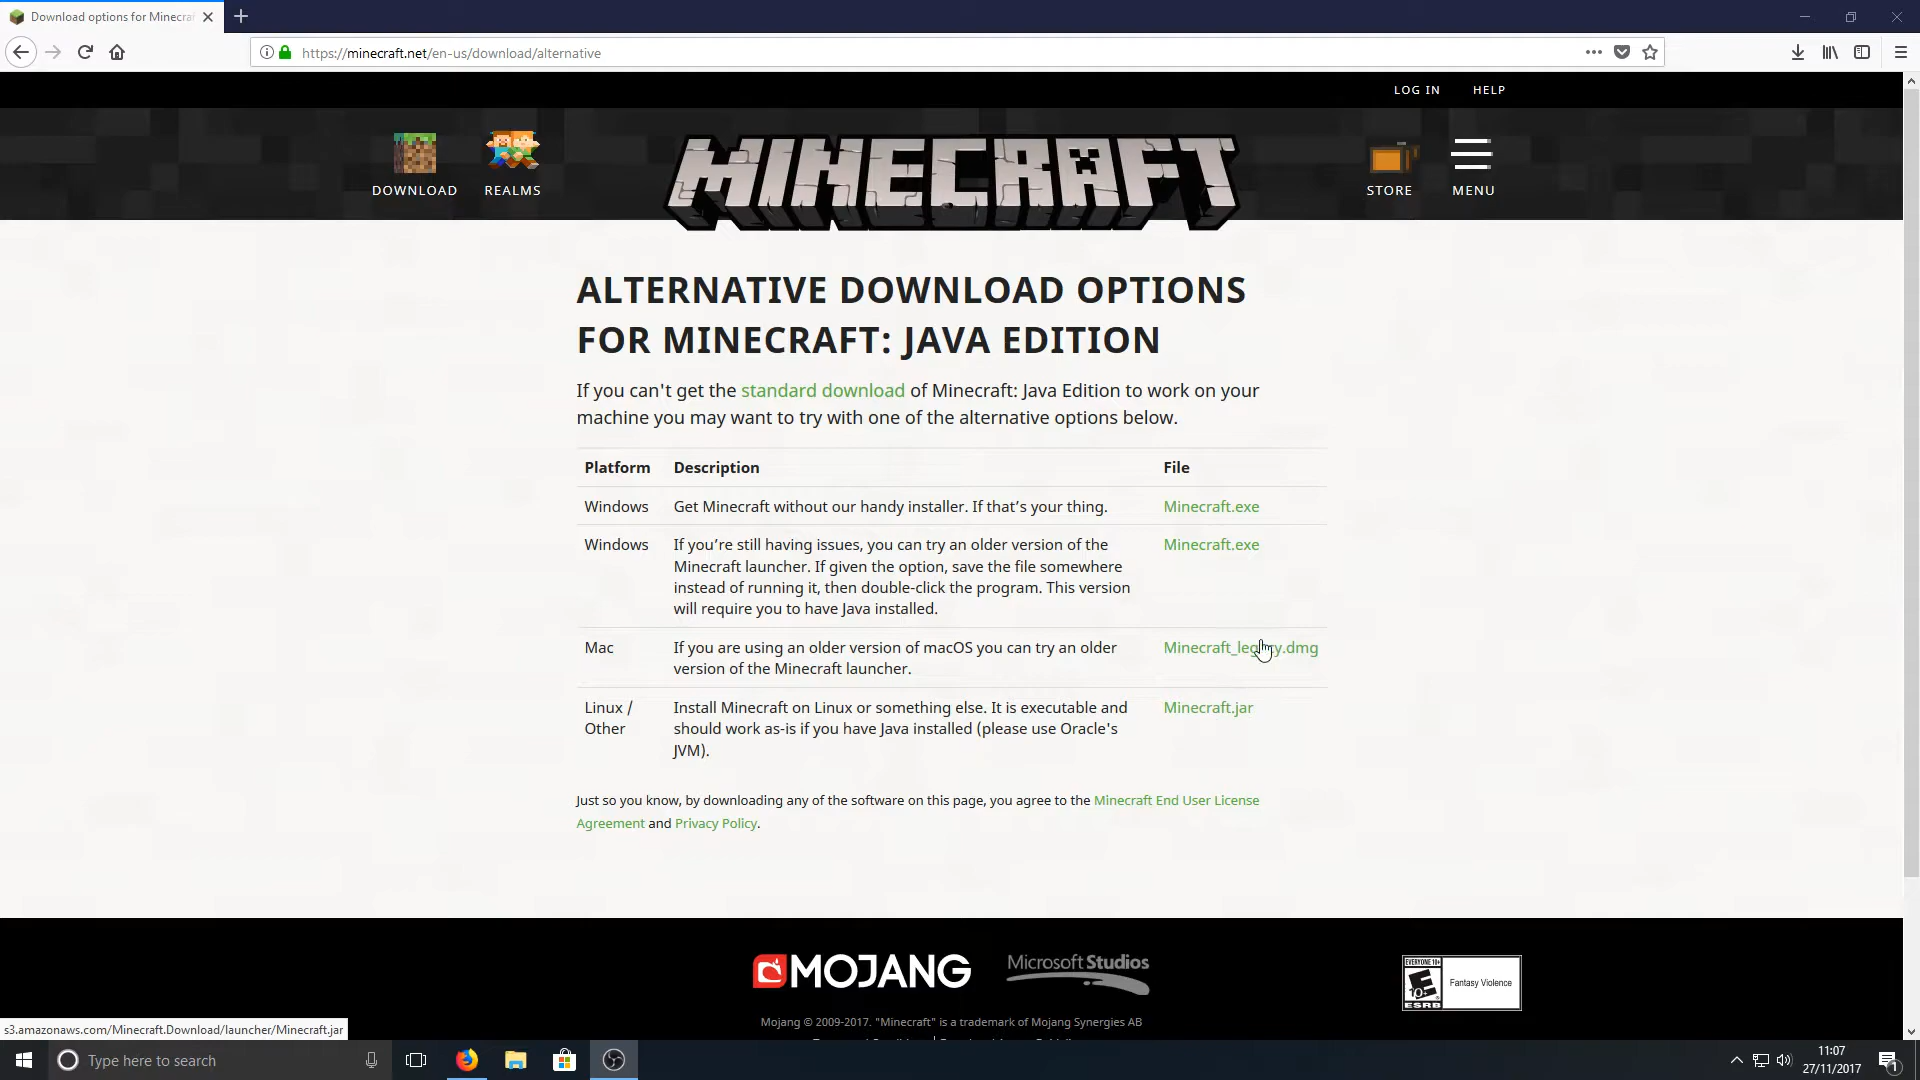 Download options for Minecra
https://minecraft.net/en-us/download/alternative
LOG IN
HELP
DOWNLOAD
REALMS
MINECRAFT
STORE
MENU
ALTERNATIVE DOWNLOAD OPTIONS
FOR MINECRAFT: JAVA EDITION
If you can't get the standard download of Minecraft: Java Edition to work on your
machine you may want to try with one of the alternative options below.
Platform Description File
Windows Get Minecraft without our handy installer. If that’s your thing. Minecraft.exe
Windows If you’re still having issues, you can try an older version of the Minecraft.exe
Minecraft launcher. If given the option, save the file somewhere
instead of running it, then double-click the program. This version
will require you to have Java installed.
Mac If you are using an older version of macOS you can try an older Minecraft_legacy.dmg
version of the Minecraft launcher.
Linux / Install Minecraft on Linux or something else. It is executable and Minecraft.jar
Other should work as-is if you have Java installed (please use Oracle's
JVM).
Just so you know, by downloading any of the software on this page, you agree to the Minecraft End User License
Agreement and Privacy Policy.
MOJANG
Microsoft Studios
EVERYONE 10+
E
10+
ESRB
Fantasy Violence
Mojang © 2009-2017. "Minecraft" is a trademark of Mojang Synergies AB
s3.amazonaws.com/Minecraft.Download/launcher/Minecraft.jar
Type here to search
11:07
27/11/2017
1